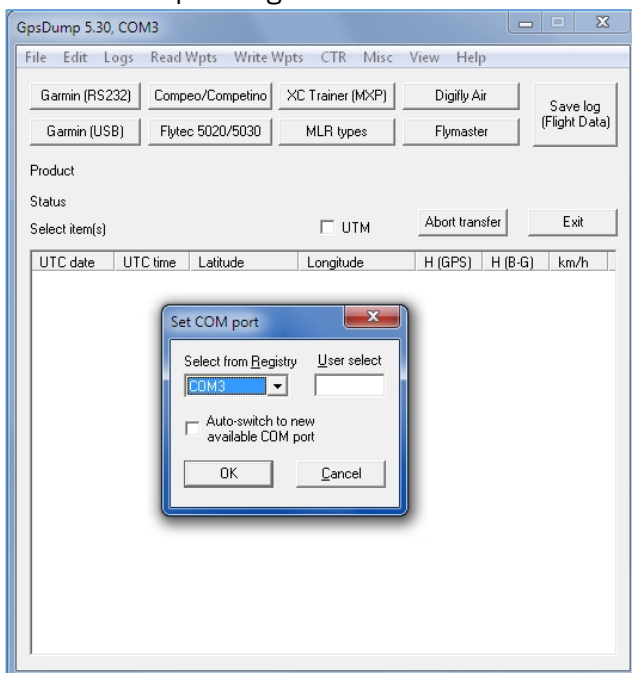 GpsDump 5.30, COM3
File Edit Logs Read Wpts Write Wpts CTR Misc View Help
Garmin (RS232) Compeo/Competino XC Trainer (MXP) Digifly Air
Save log
(Flight Data)
Garmin (USB) Flytec 5020/5030 MLR types Flymaster
Product
Status
Select item(s) UTM Abort transfer Exit
UTC date UTC time Latitude Longitude H (GPS) H (B-G) km/h
Set COM port
Select from Registry User select
COM3
Auto-switch to new
available COM port
OK Cancel